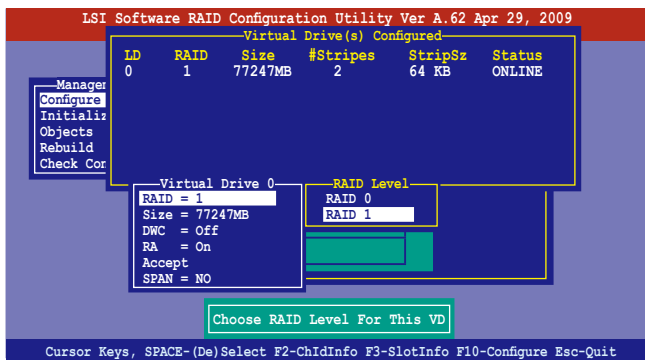 LSI Software RAID Configuration Utility Ver A.62 Apr 29, 2009
Virtual Drive(s) Configured
LD RAID Size #Stripes StripSz Status
0 1 77247MB 2 64 KB ONLINE
Manage
Configure
Initializ
Objects
Rebuild
Check Con
Virtual Drive 0
RAID = 1
Size = 77247MB
DWC = Off
RA = On
Accept
SPAN = NO
RAID Level
RAID 0
RAID 1
Choose RAID Level For This VD
Cursor Keys, SPACE-(De)Select F2-ChIdInfo F3-SlotInfo F10-Configure Esc-Quit